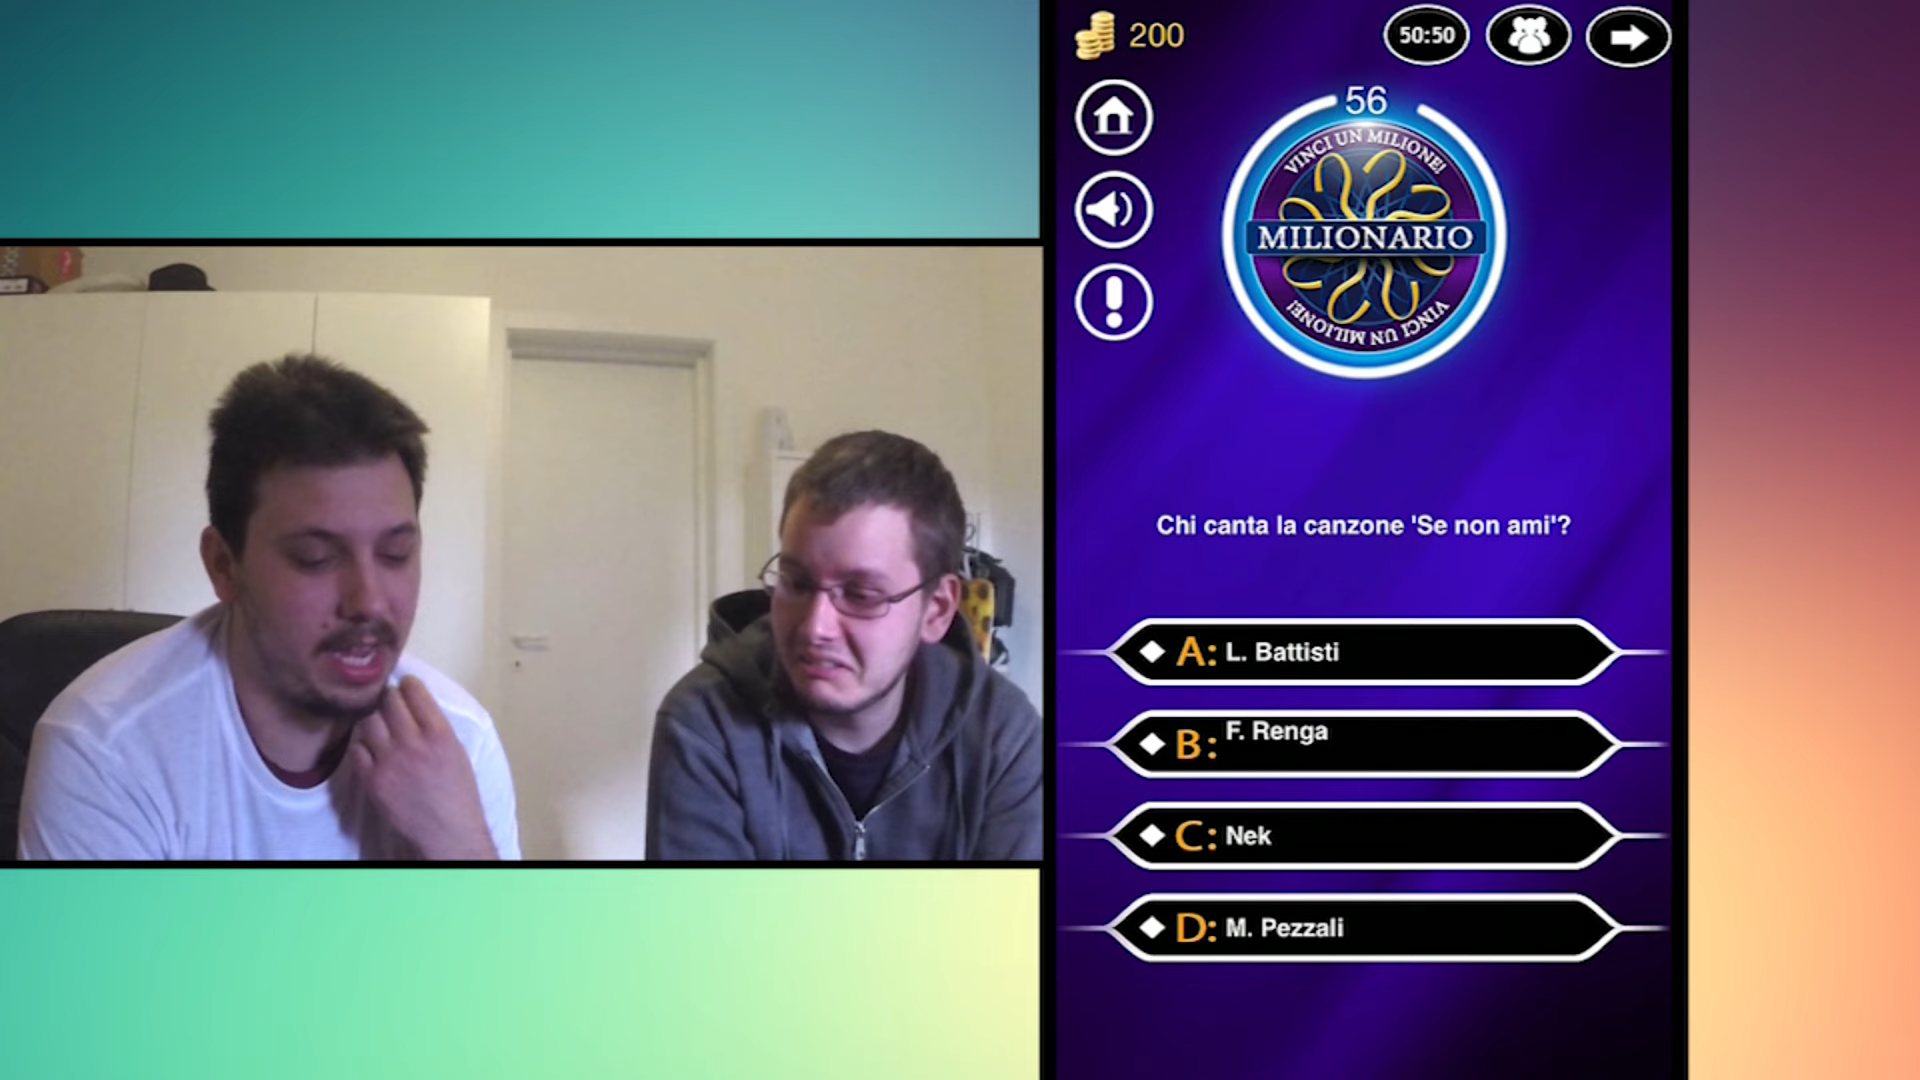 200
50:50
56
VINCI UN MILIONE!
MILIONARIO
VINCI UN MILIONE!
Chi canta la canzone 'Se non ami'?
A: L. Battisti
B: F. Renga
C: Nek
D: M. Pezzali